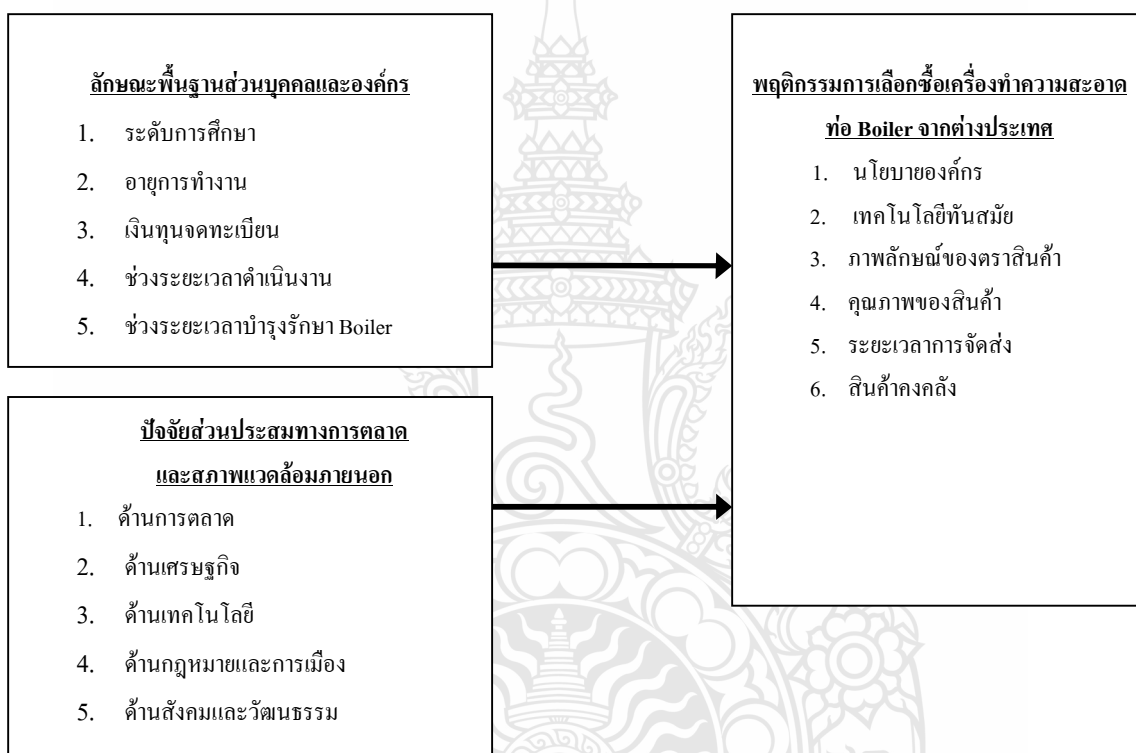 ลักษณะพื้นฐานส่วนบุคคลและองค์กร
1. ระดับการศึกษา
2. อายุการทำงาน
3. เงินทุนจดทะเบียน
4. ช่วงระยะเวลาดำเนินงาน
5. ช่วงระยะเวลาบำรุงรักษา Boiler
ปัจจัยส่วนประสมทางการตลาด
และสภาพแวดล้อมภายนอก
1. ด้านการตลาด
2. ด้านเศรษฐกิจ
3. ด้านเทคโนโลยี
4. ด้านกฎหมายและการเมือง
5. ด้านสังคมและวัฒนธรรม
พฤติกรรมการเลือกซื้อเครื่องทำความสะอาด
ท่อ Boiler จากต่างประเทศ
1. นโยบายองค์กร
2. เทคโนโลยีทันสมัย
3. ภาพลักษณ์ของตราสินค้า
4. คุณภาพของสินค้า
5. ระยะเวลาการจัดส่ง
6. สินค้าคงคลัง